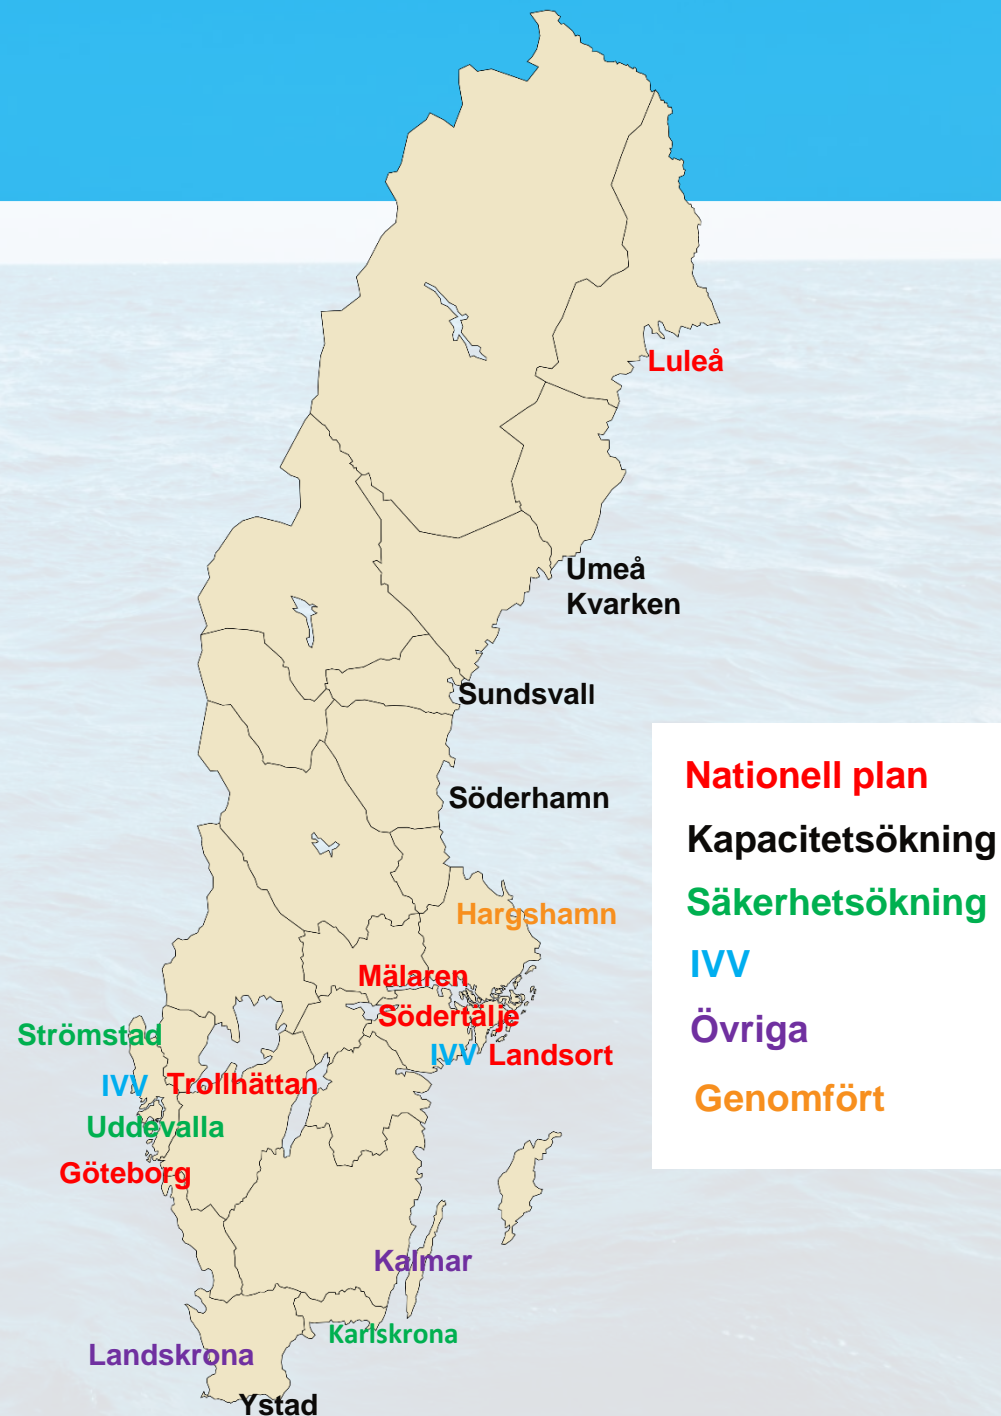 Luleå
Umeå
Kvarken
Sundsvall
Söderhamn
Nationell plan
Kapacitetsökning
Säkerhetsökning
IVV
Övriga
Genomfört
Hargshamn
Mälaren
Södertälje
IVV Landsort
Strömstad
IVV Trollhättan
Uddevalla
Göteborg
Kalmar
Karlskrona
Landskrona
Ystad